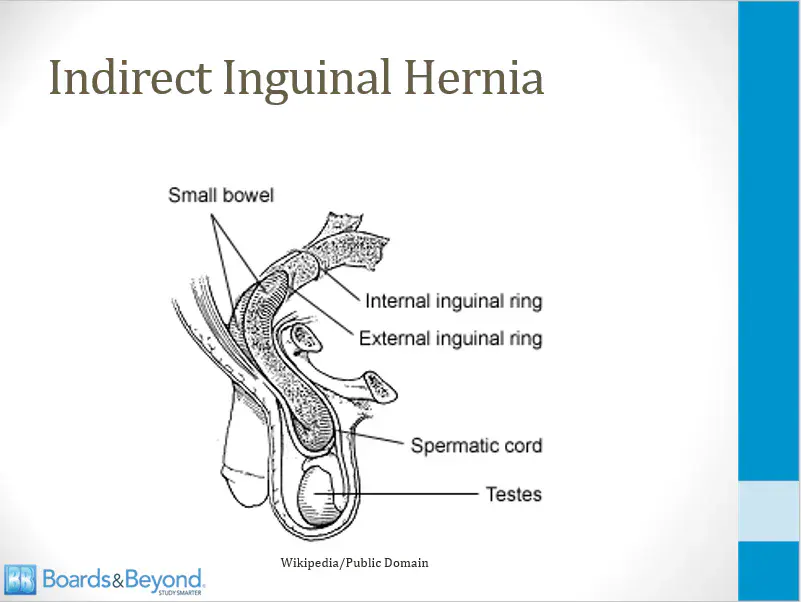 Indirect Inguinal Hernia
Small bowel
Internal inguinal ring
External inguinal ring
Spermatic cord
Testes
Wikipedia/Public Domain
BB Boards&Beyond.
STUDY SMARTER